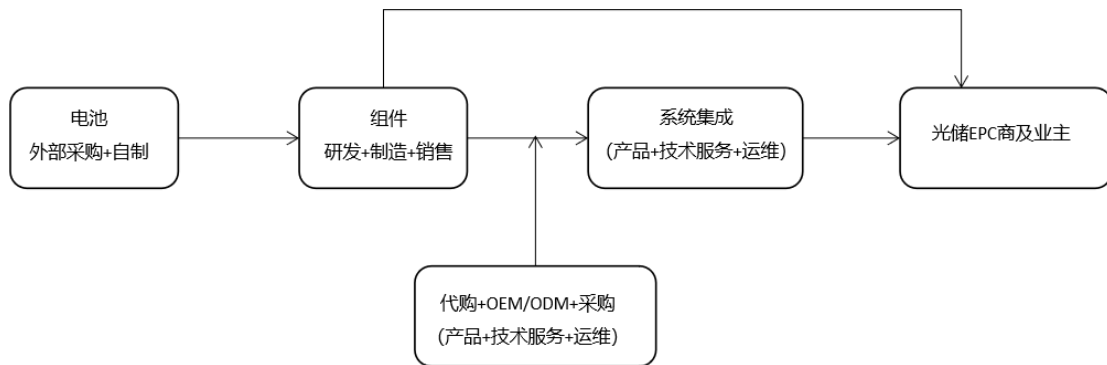 电池
外部采购+自制
组件
研发+制造+销售
系统集成
（产品+技术服务+运维）
光储EPC商及业主
代购+OEM/ODM+采购
（产品+技术服务+运维）